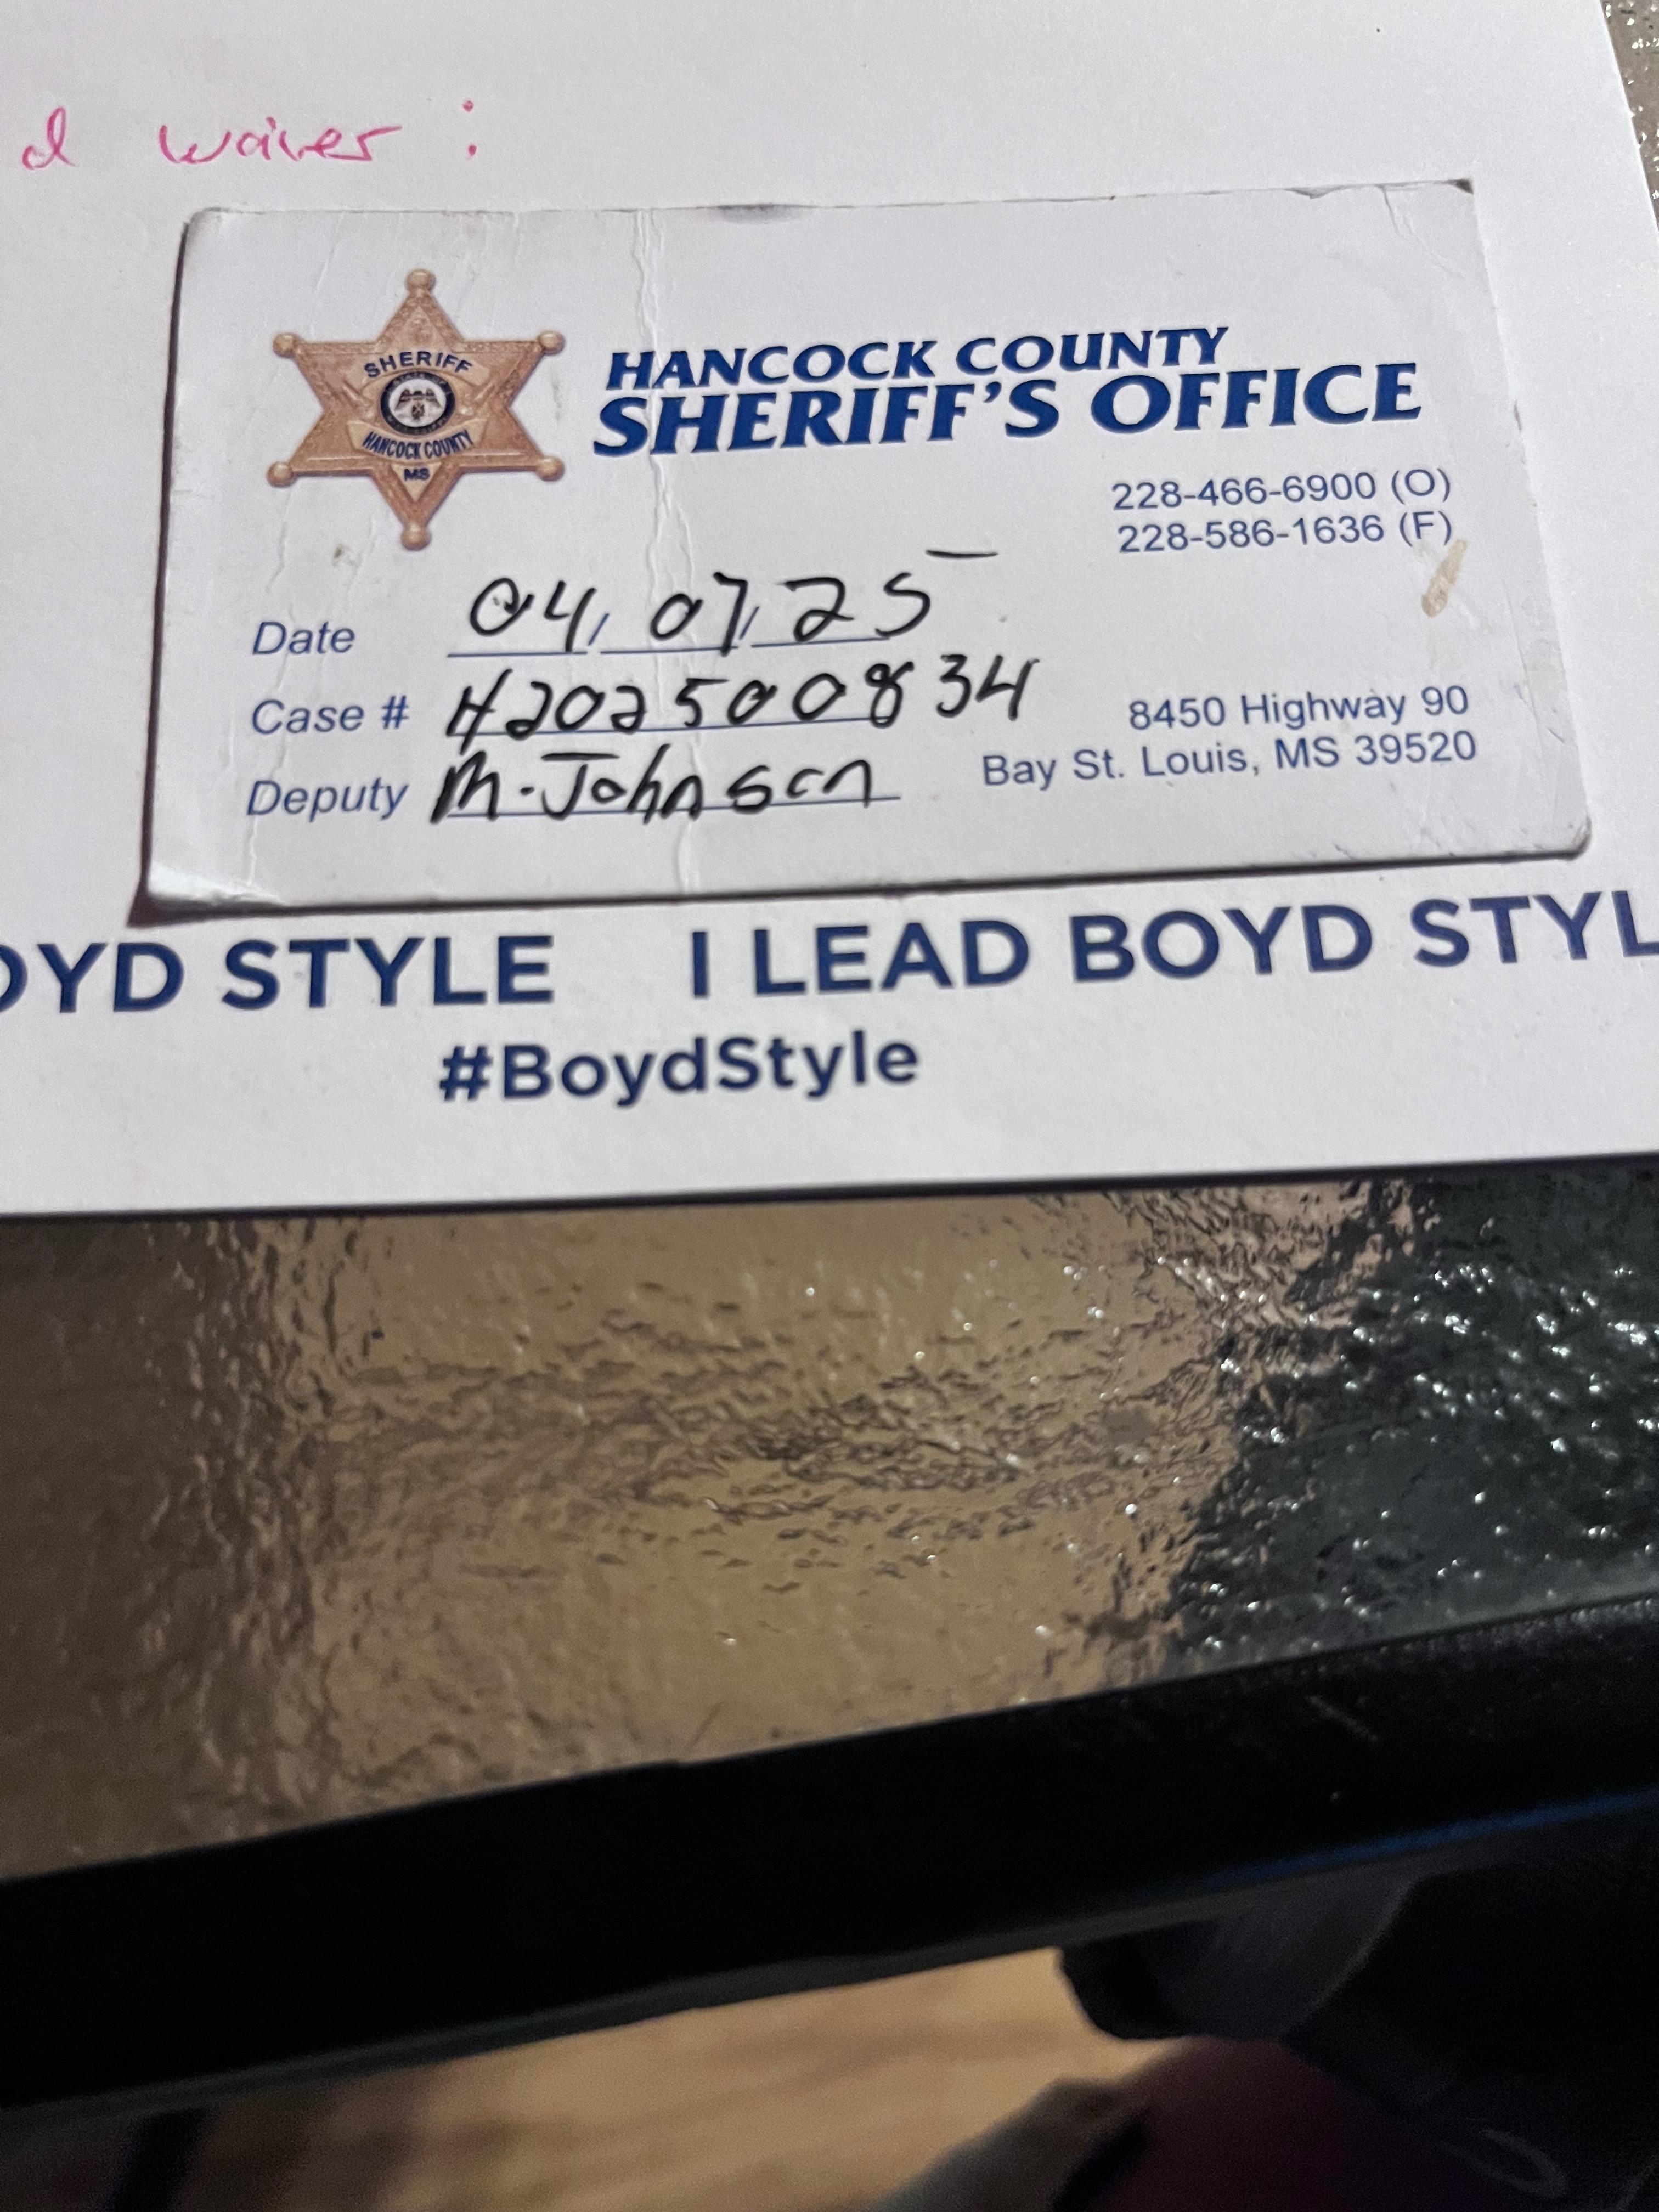 d waiver :
SHERIFF
HANCOCK COUNTY
MS
HANCOCK COUNTY
SHERIFF'S OFFICE
228-466-6900 (O)
228-586-1636 (F)
Date 04/07/25
Case # H202500834
Deputy M. Johnson
8450 Highway 90
Bay St. Louis, MS 39520
OYD STYLE I LEAD BOYD STYL
#BoydStyle